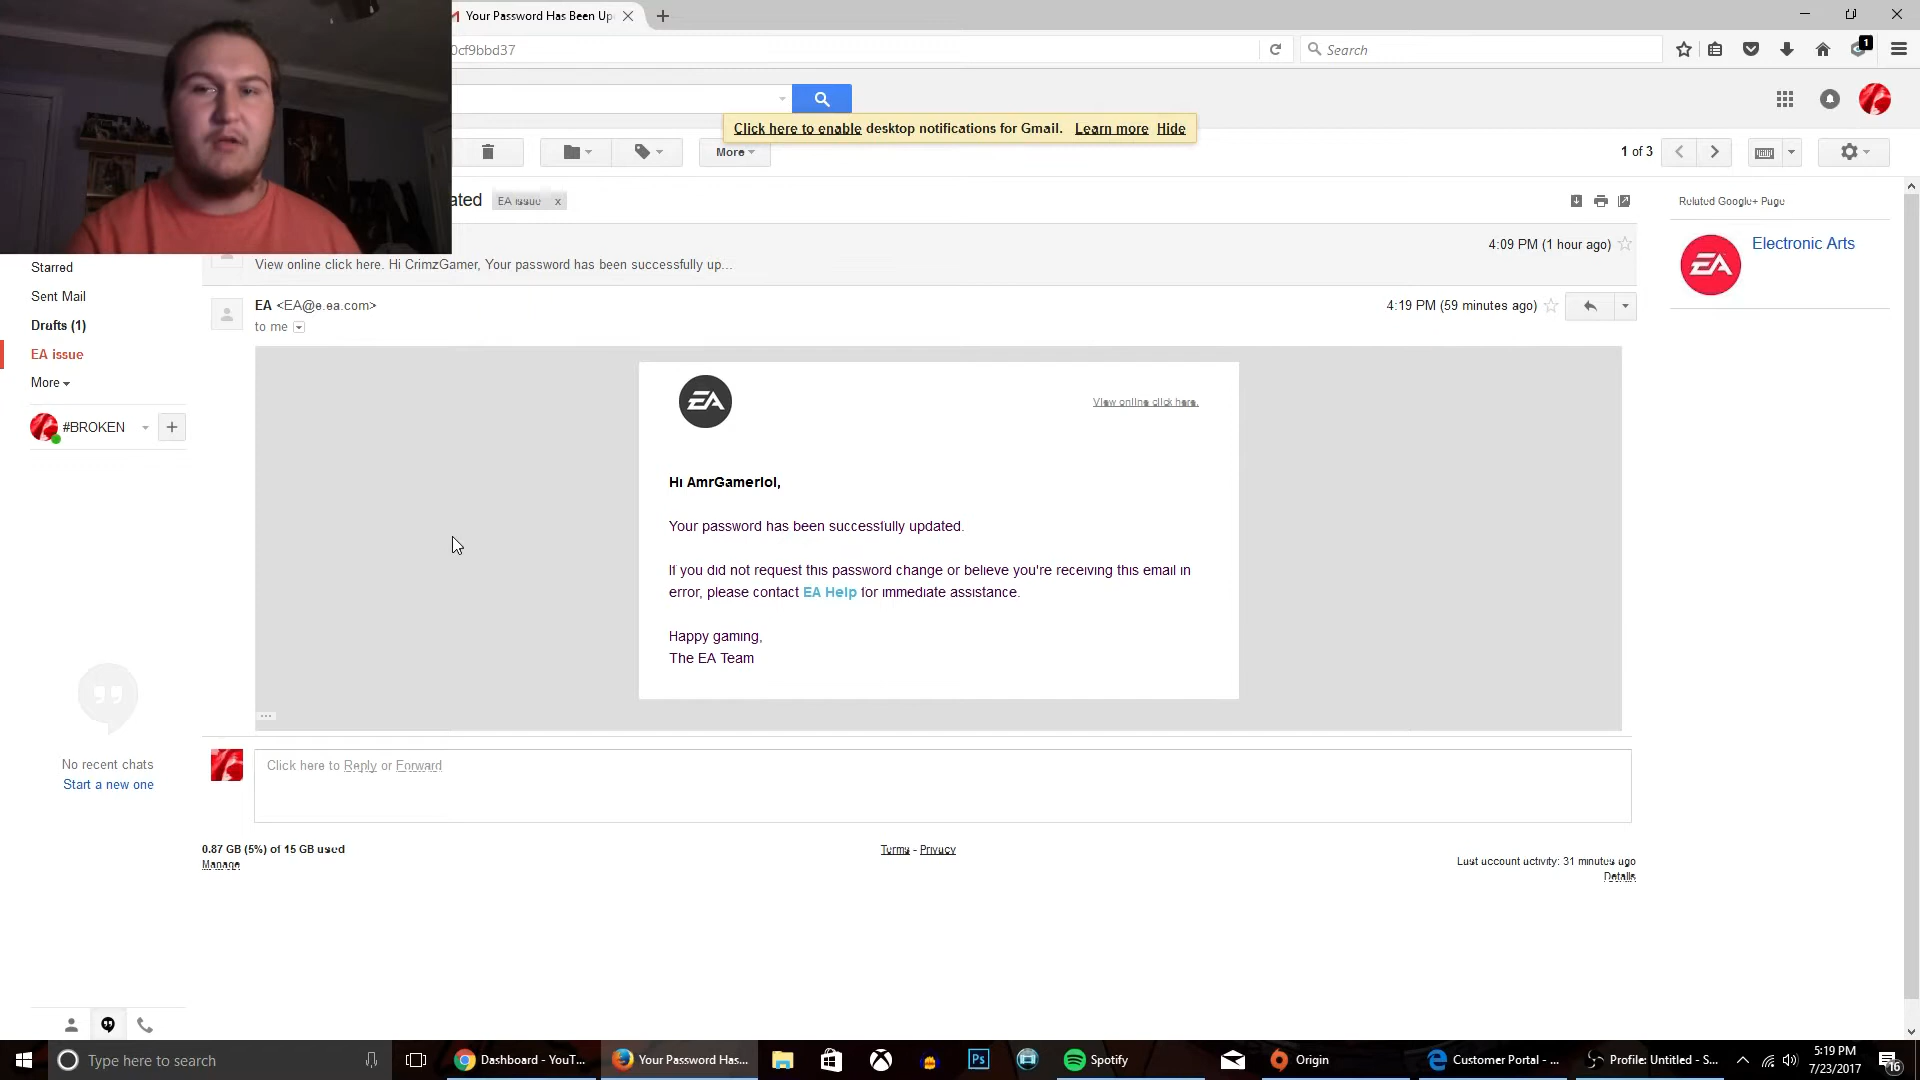 Your Password Has Been Up
0cf9bbd37
Search
1
Click here to enable desktop notifications for Gmail. Learn more Hide
More
1 of 3
ated EA issue x
Related Google+ Page
Electronic Arts
EA
4:09 PM (1 hour ago)
View online click here. Hi CrimzGamer, Your password has been successfully up...
EA <EA@e.ea.com>
4:19 PM (59 minutes ago)
to me
Starred
Sent Mail
Drafts (1)
EA issue
More
#BROKEN
EA
View online click here.
Hi AmrGamerlol,
Your password has been successfully updated.
If you did not request this password change or believe you're receiving this email in
error, please contact EA Help for immediate assistance.
Happy gaming,
The EA Team
No recent chats
Start a new one
Click here to Reply or Forward
0.87 GB (5%) of 15 GB used
Manage
Terms - Privacy
Last account activity: 31 minutes ago
Details
Type here to search
Dashboard - YouT...
Your Password Has...
Ps
Spotify
Origin
Customer Portal - ...
Profile: Untitled - S...
5:19 PM
7/23/2017
16